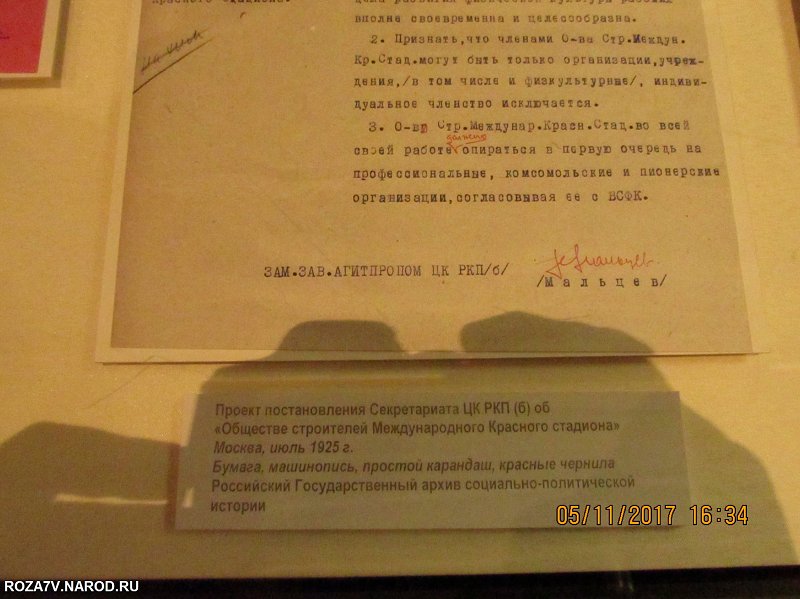 Красного Стадиона.
цели развития физической культуры рабочих
вполне своевременна и целесообразна.
2. Признать,что членами О-ва Стр.Междун.
Кр.Стад.могут быть только организации,учреж-
дения,/в том числе и физкультурные/, индиви-
дуальное членство исключается.
3. О-во Стр.Междунар.Красн.Стад.во всей
должно
своей работе опираться в первую очередь на
профессиональные, комсомольские и пионерские
организации,согласовывая ее с ВСФК.
ЗАМ.ЗАВ.АГИТПРОПОМ ЦК РКП/б/
КМальцев
/Мальцев/
Проект постановления Секретариата ЦК РКП (б) об
«Обществе строителей Международного Красного стадиона»
Москва, июль 1925 г.
Бумага, машинопись, простой карандаш, красные чернила
Российский Государственный архив социально-политической
истории
05/11/2017 16:34
ROZA7V.NAROD.RU